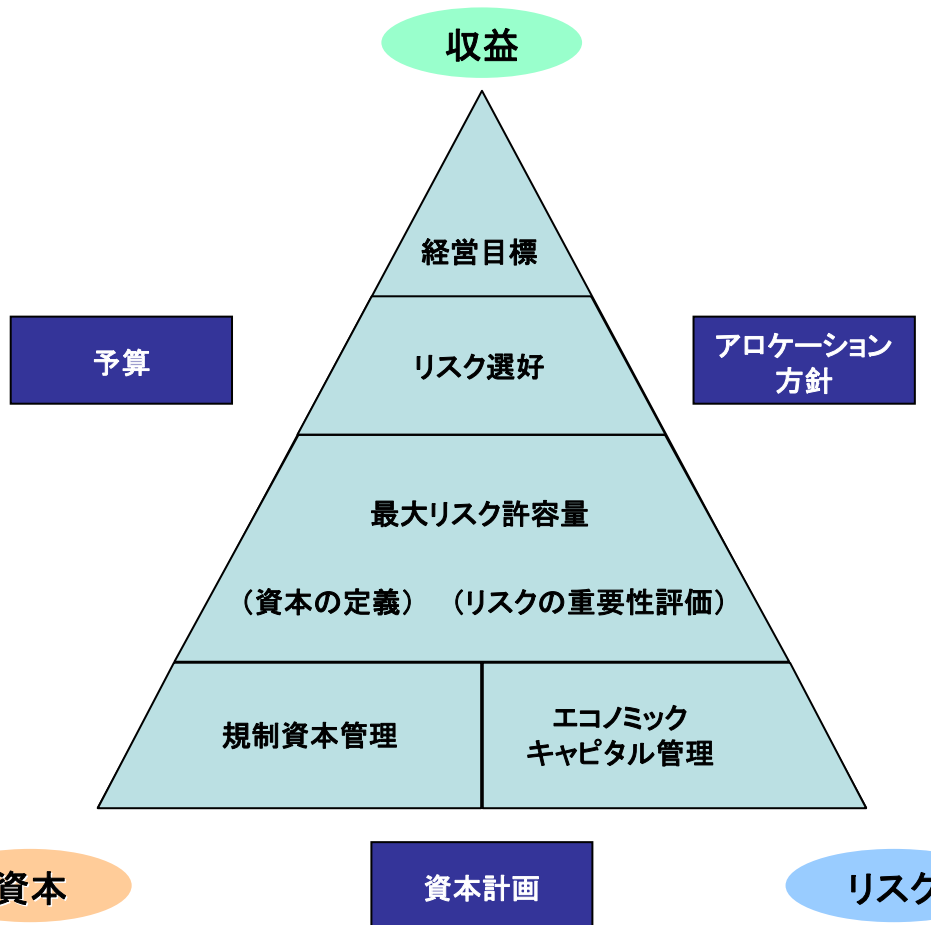 収益
経営目標
予算
リスク選好
アロケーション
方針
最大リスク許容量
（資本の定義）　（リスクの重要性評価）
規制資本管理
エコノミック
キャピタル管理
資本
資本計画
リスク